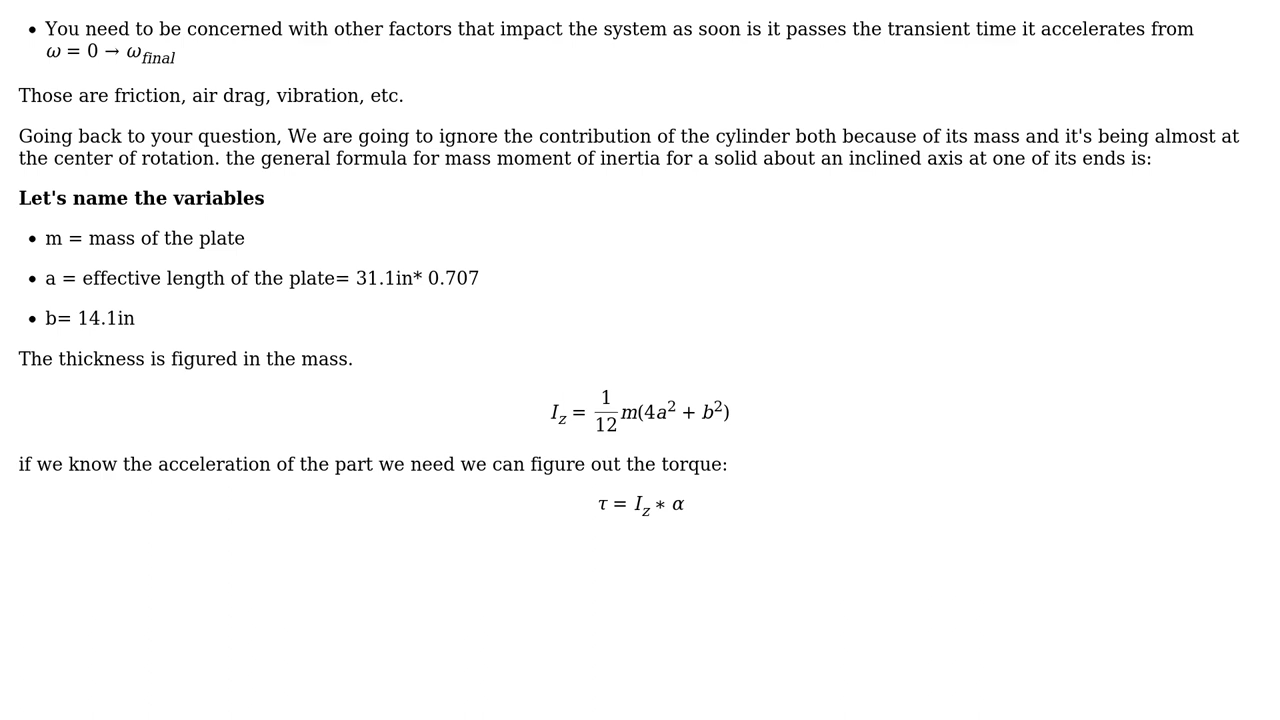 • You need to be concerned with other factors that impact the system as soon is it passes the transient time it accelerates from
ω = 0 → ω_final
Those are friction, air drag, vibration, etc.
Going back to your question, We are going to ignore the contribution of the cylinder both because of its mass and it's being almost at
the center of rotation. the general formula for mass moment of inertia for a solid about an inclined axis at one of its ends is:
Let's name the variables
• m = mass of the plate
• a = effective length of the plate= 31.1in* 0.707
• b= 14.1in
The thickness is figured in the mass.
I_z = 1/12 m(4a² + b²)
if we know the acceleration of the part we need we can figure out the torque:
τ = I_z ∗ α